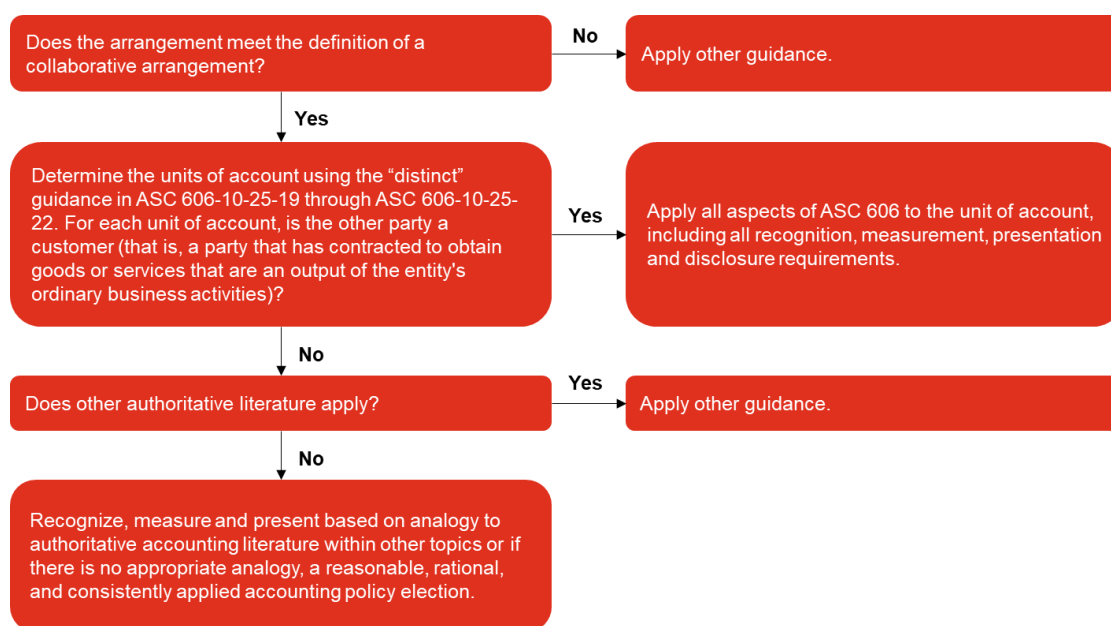 Does the arrangement meet the definition of a
collaborative arrangement?
No
Apply other guidance.
Yes
Determine the units of account using the “distinct”
guidance in ASC 606-10-25-19 through ASC 606-10-25-
22. For each unit of account, is the other party a
customer (that is, a party that has contracted to obtain
goods or services that are an output of the entity's
ordinary business activities)?
Yes
Apply all aspects of ASC 606 to the unit of account,
including all recognition, measurement, presentation
and disclosure requirements.
No
Does other authoritative literature apply?
Yes
Apply other guidance.
No
Recognize, measure and present based on analogy to
authoritative accounting literature within other topics or if
there is no appropriate analogy, a reasonable, rational,
and consistently applied accounting policy election.